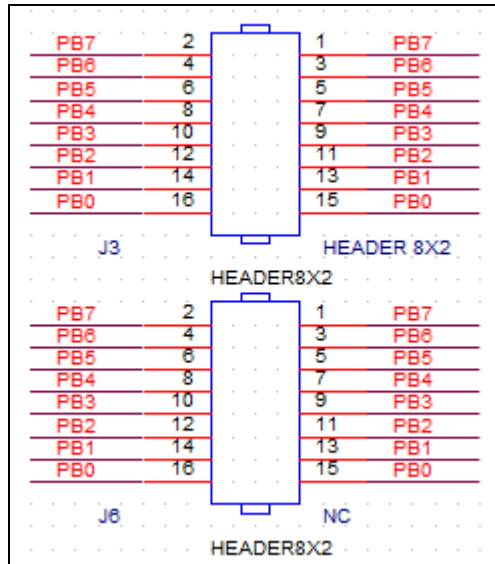 PB7 2 1 PB7
PB6 4 3 PB6
PB5 6 5 PB5
PB4 8 7 PB4
PB3 10 9 PB3
PB2 12 11 PB2
PB1 14 13 PB1
PB0 16 15 PB0
J3 HEADER 8X2
HEADER8X2
PB7 2 1 PB7
PB6 4 3 PB6
PB5 6 5 PB5
PB4 8 7 PB4
PB3 10 9 PB3
PB2 12 11 PB2
PB1 14 13 PB1
PB0 16 15 PB0
J6 NC
HEADER8X2